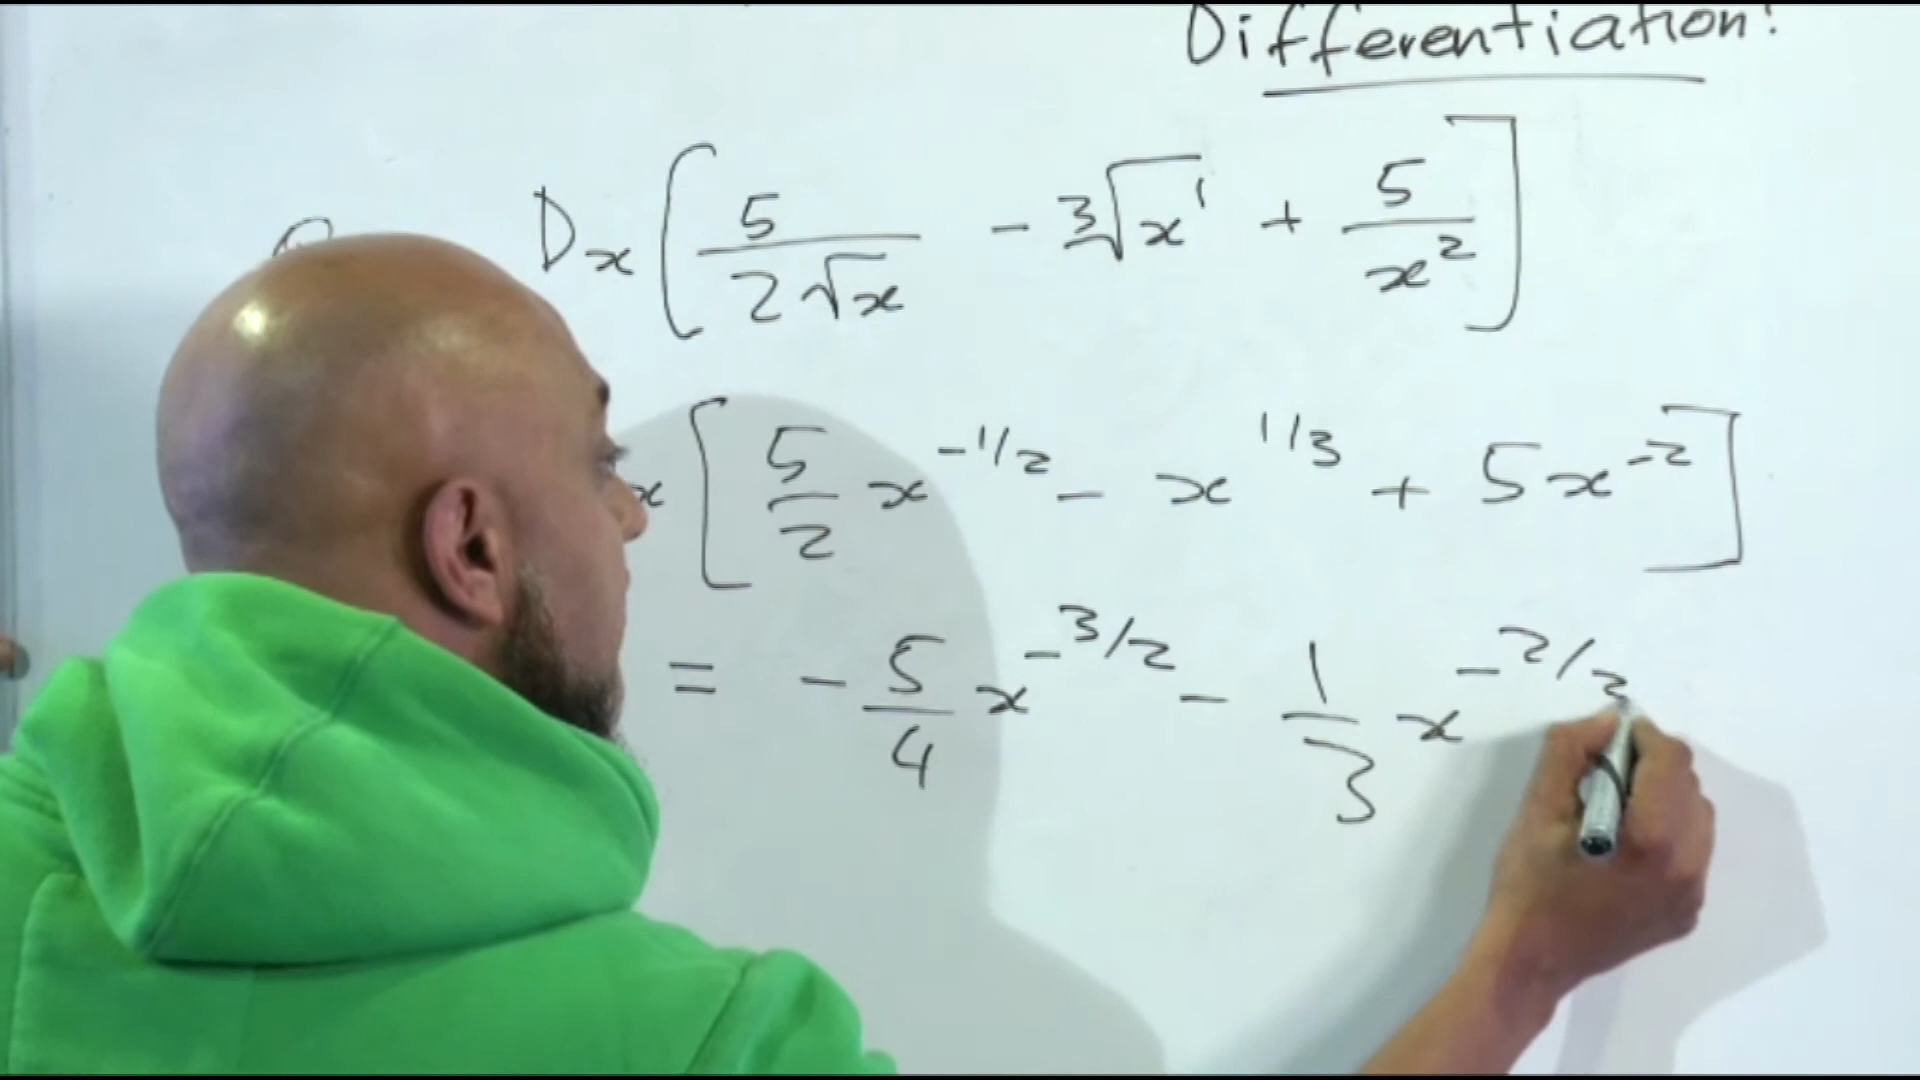 Differentiation!
Dx[5/(2√x) - ³√x¹ + 5/x²]
x[5/2 x^-1/2 - x^1/3 + 5x^-2]
= - 5/4 x^-3/2 - 1/3 x^-2/3